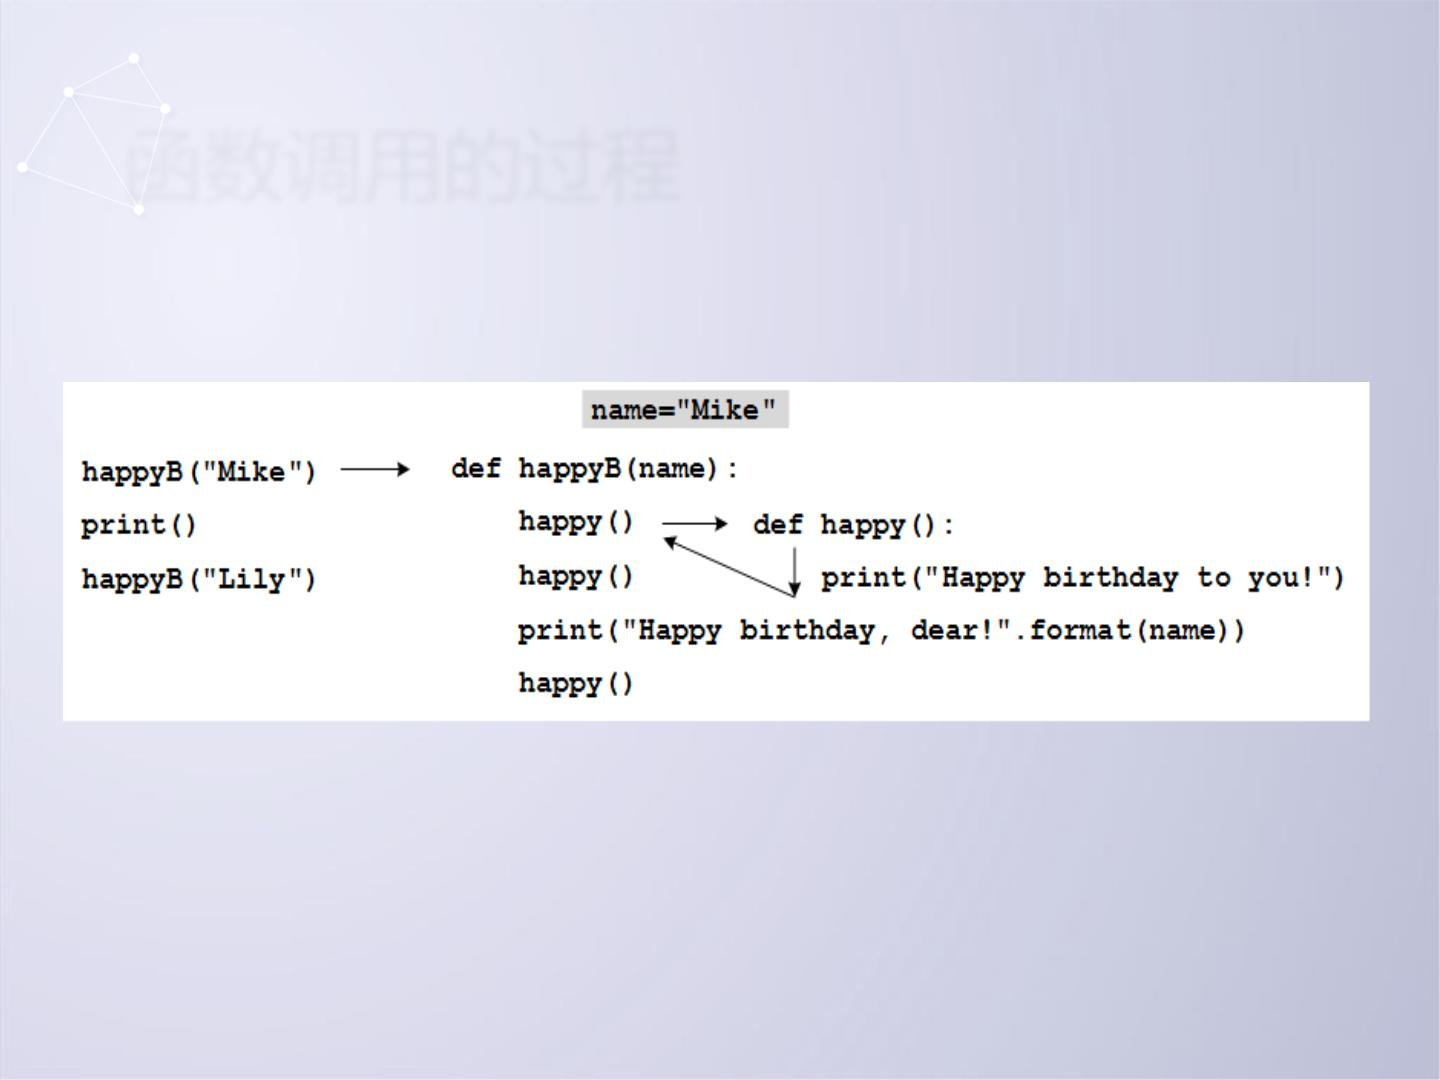 函数调用的过程
name="Mike"
happyB("Mike")
print()
happyB("Lily")
def happyB(name):
happy()
happy()
print("Happy birthday, dear!".format(name))
happy()
def happy():
print("Happy birthday to you!")